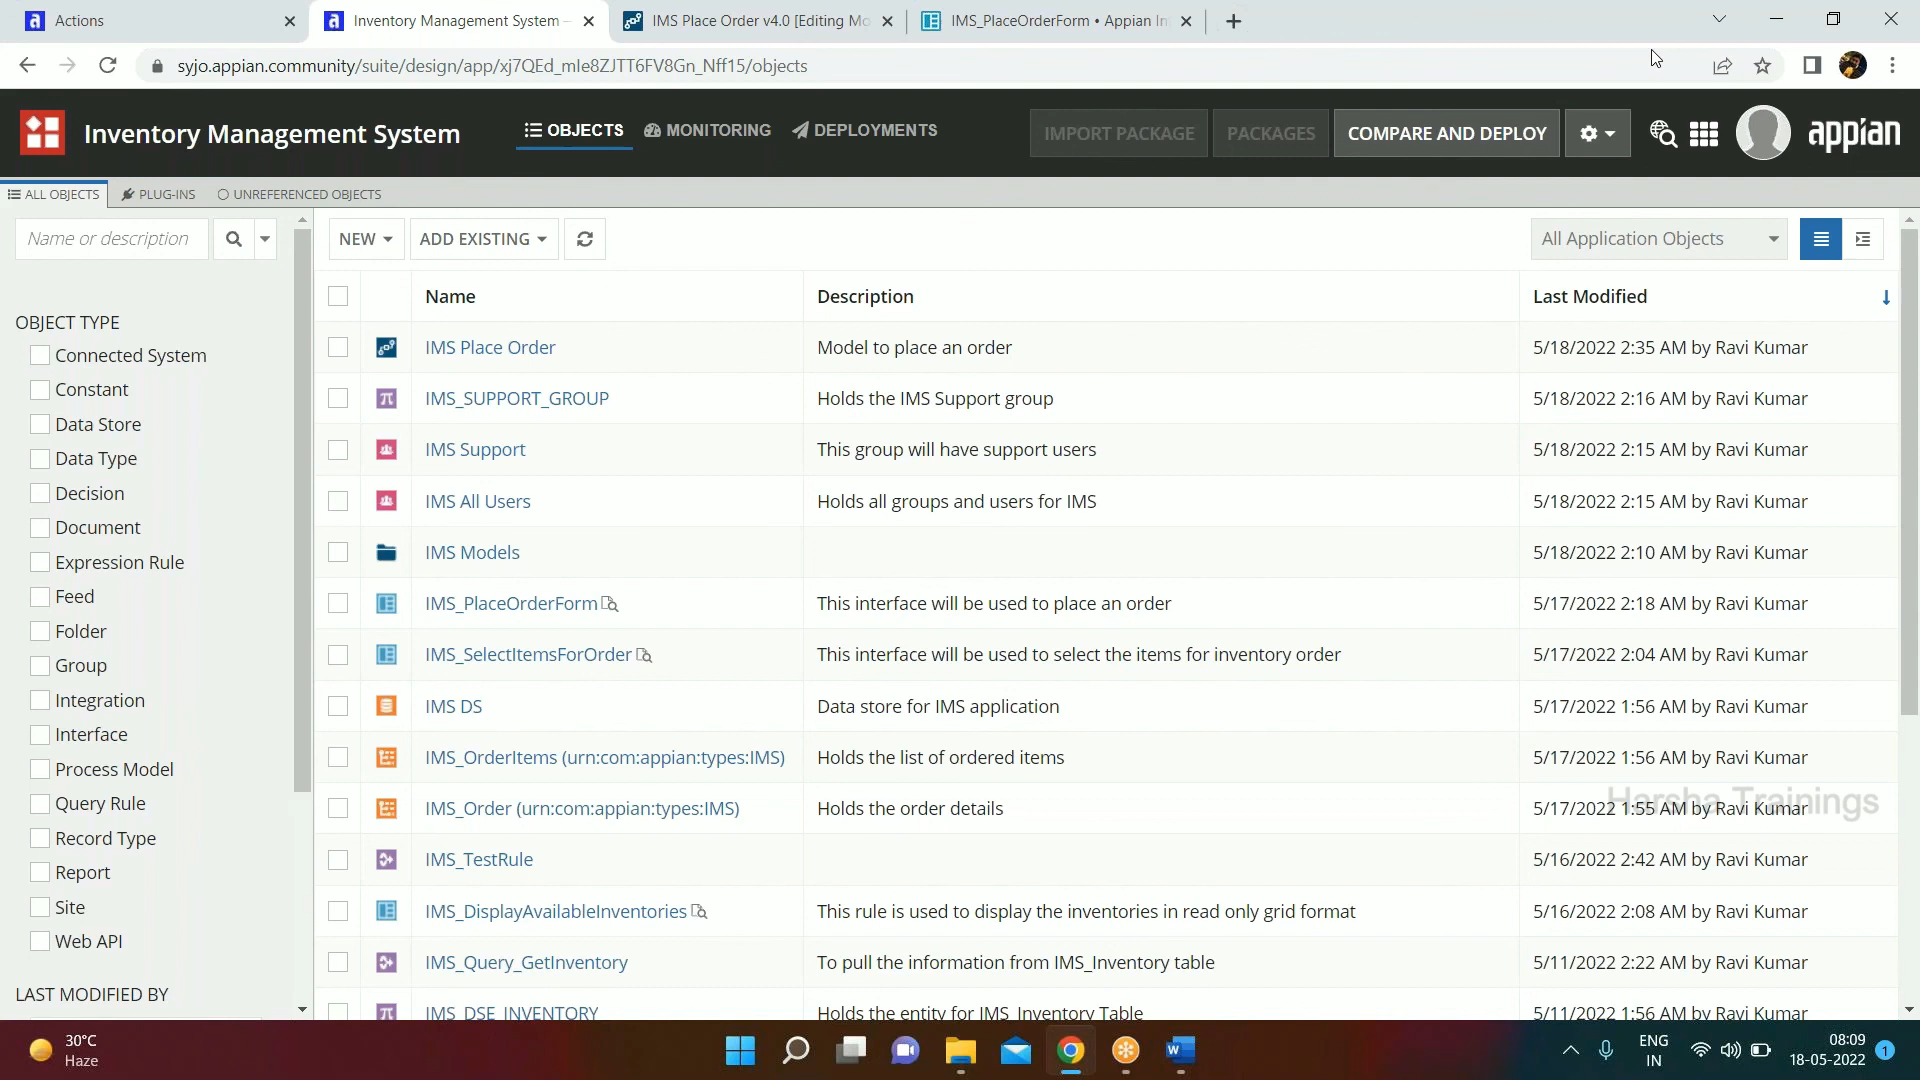 Actions
Inventory Management System -
IMS Place Order v4.0 [Editing Mo
IMS_PlaceOrderForm • Appian In
syjo.appian.community/suite/design/app/xj7QEd_mle8ZJTT6FV8Gn_Nff15/objects
Inventory Management System
OBJECTS
MONITORING
DEPLOYMENTS
IMPORT PACKAGE
PACKAGES
COMPARE AND DEPLOY
appian
ALL OBJECTS
PLUG-INS
UNREFERENCED OBJECTS
Name or description
NEW
ADD EXISTING
All Application Objects
OBJECT TYPE
Connected System
Constant
Data Store
Data Type
Decision
Document
Expression Rule
Feed
Folder
Group
Integration
Interface
Process Model
Query Rule
Record Type
Report
Site
Web API
LAST MODIFIED BY
Name Description Last Modified
IMS Place Order Model to place an order 5/18/2022 2:35 AM by Ravi Kumar
IMS_SUPPORT_GROUP Holds the IMS Support group 5/18/2022 2:16 AM by Ravi Kumar
IMS Support This group will have support users 5/18/2022 2:15 AM by Ravi Kumar
IMS All Users Holds all groups and users for IMS 5/18/2022 2:15 AM by Ravi Kumar
IMS Models 5/18/2022 2:10 AM by Ravi Kumar
IMS_PlaceOrderForm This interface will be used to place an order 5/17/2022 2:18 AM by Ravi Kumar
IMS_SelectItemsForOrder This interface will be used to select the items for inventory order 5/17/2022 2:04 AM by Ravi Kumar
IMS DS Data store for IMS application 5/17/2022 1:56 AM by Ravi Kumar
IMS_OrderItems (urn:com:appian:types:IMS) Holds the list of ordered items 5/17/2022 1:56 AM by Ravi Kumar
IMS_Order (urn:com:appian:types:IMS) Holds the order details 5/17/2022 1:55 AM by Ravi Kumar
Harsha Trainings
IMS_TestRule 5/16/2022 2:42 AM by Ravi Kumar
IMS_DisplayAvailableInventories This rule is used to display the inventories in read only grid format 5/16/2022 2:08 AM by Ravi Kumar
IMS_Query_GetInventory To pull the information from IMS_Inventory table 5/11/2022 2:22 AM by Ravi Kumar
IMS_DSE_INVENTORY Holds the entity for IMS_Inventory Table 5/11/2022 1:56 AM by Ravi Kumar
30°C
Haze
ENG
IN
08:09
18-05-2022
1